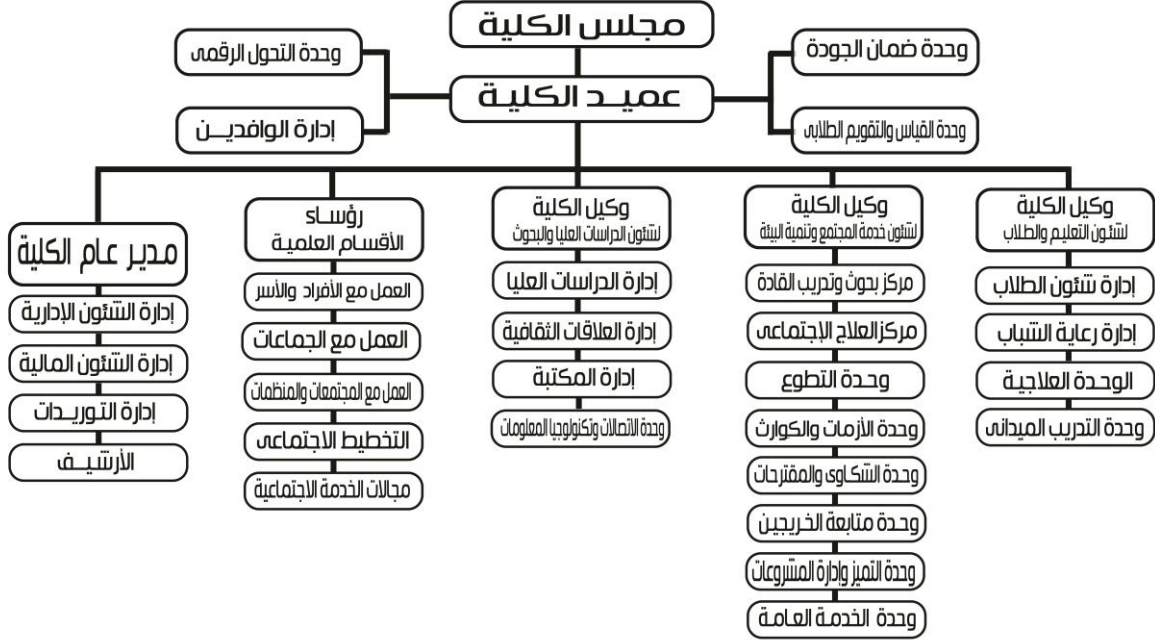 مجلس الكلية
عميد الكلية
وحدة ضمان الجودة
وحدة القياس والتقويم الطلابى
وحدة التحول الرقمى
إدارة الوافدين
وكيل الكلية
لشئون التعليم والطلاب
إدارة شئون الطلاب
إدارة رعاية الشباب
الوحدة العلاجية
وحدة التدريب الميدانى
وكيل الكلية
لشئون خدمة المجتمع وتنمية البيئة
مركز بحوث وتدريب القادة
مركز العلاج الإجتماعى
وحدة التطوع
وحدة الأزمات والكوارث
وحدة الشكاوى والمقترحات
وحدة متابعة الخريجين
وحدة التميز وإدارة المشروعات
وحدة الخدمة العامة
وكيل الكلية
لشئون الدراسات العليا والبحوث
إدارة الدراسات العليا
إدارة العلاقات الثقافية
إدارة المكتبة
وحدة الاتصالات وتكنولوجيا المعلومات
رؤساء
الأقسام العلمية
العمل مع الأفراد والأسر
العمل مع الجماعات
العمل مع المجتمعات والمنظمات
التخطيط الاجتماعى
مجالات الخدمة الاجتماعية
مدير عام الكلية
إدارة الشئون الإدارية
إدارة الشئون المالية
إدارة التوريدات
الأرشيف